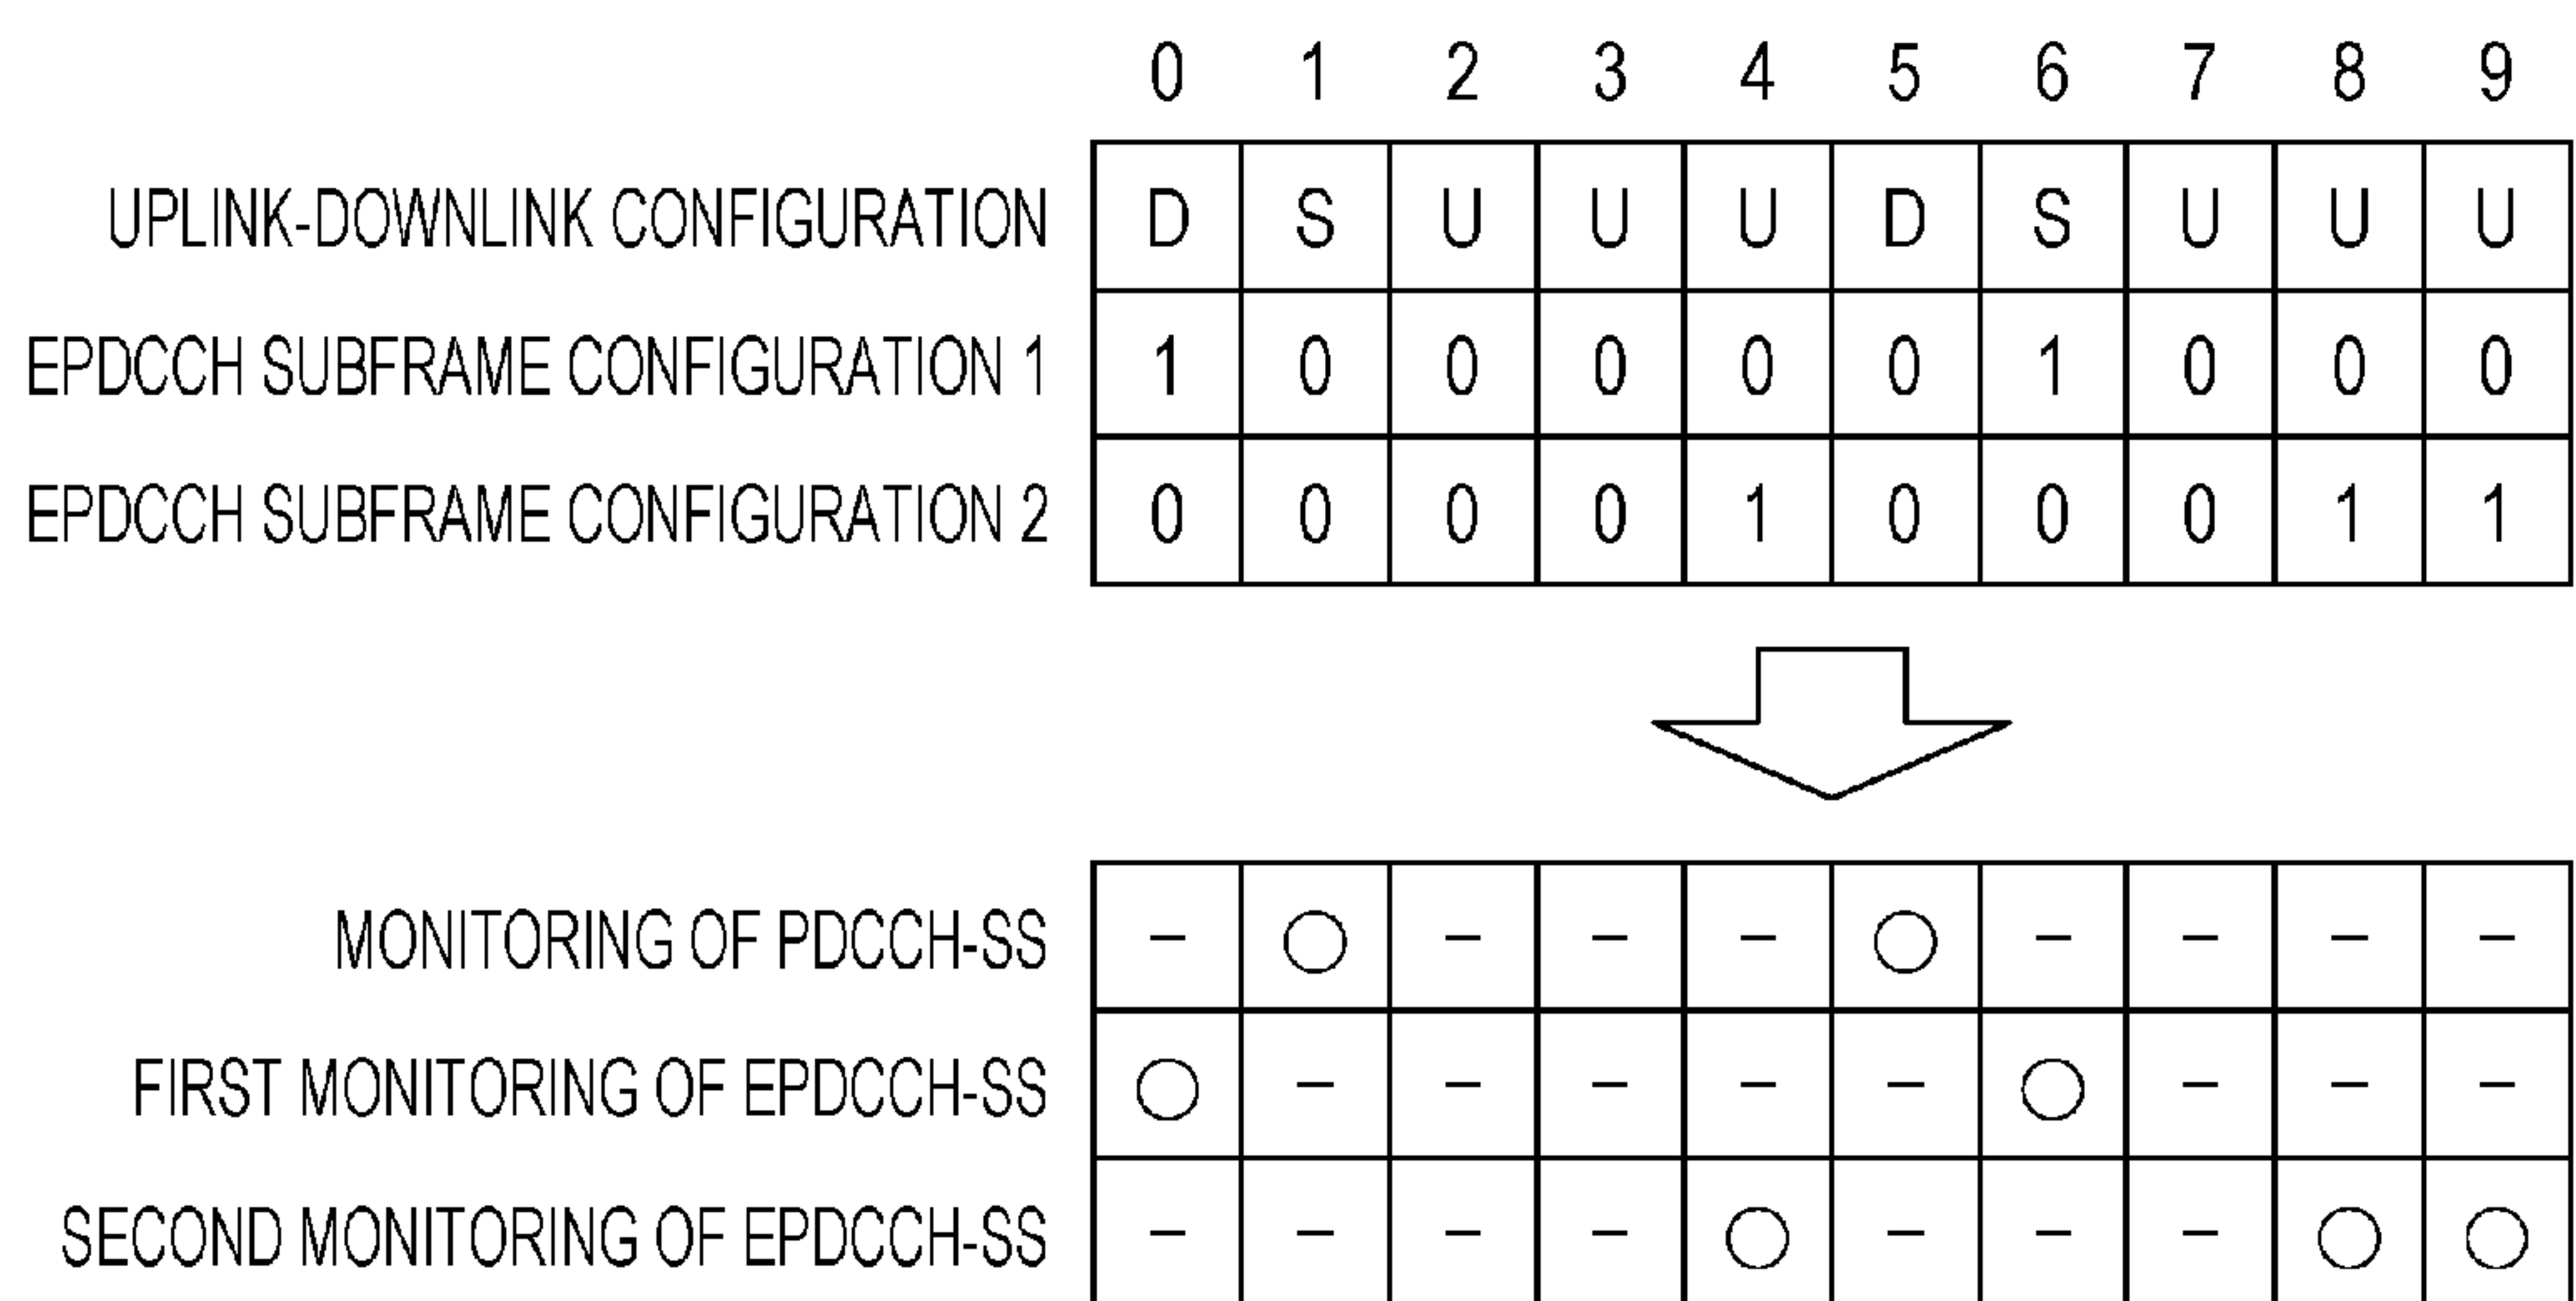 0 1 2 3 4 5 6 7 8 9
UPLINK-DOWNLINK CONFIGURATION D S U U U D S U U U
EPDCCH SUBFRAME CONFIGURATION 1 1 0 0 0 0 0 1 0 0 0
EPDCCH SUBFRAME CONFIGURATION 2 0 0 0 0 1 0 0 0 1 1
MONITORING OF PDCCH-SS – ○ – – – ○ – – – –
FIRST MONITORING OF EPDCCH-SS ○ – – – – – ○ – – –
SECOND MONITORING OF EPDCCH-SS – – – – ○ – – – ○ ○